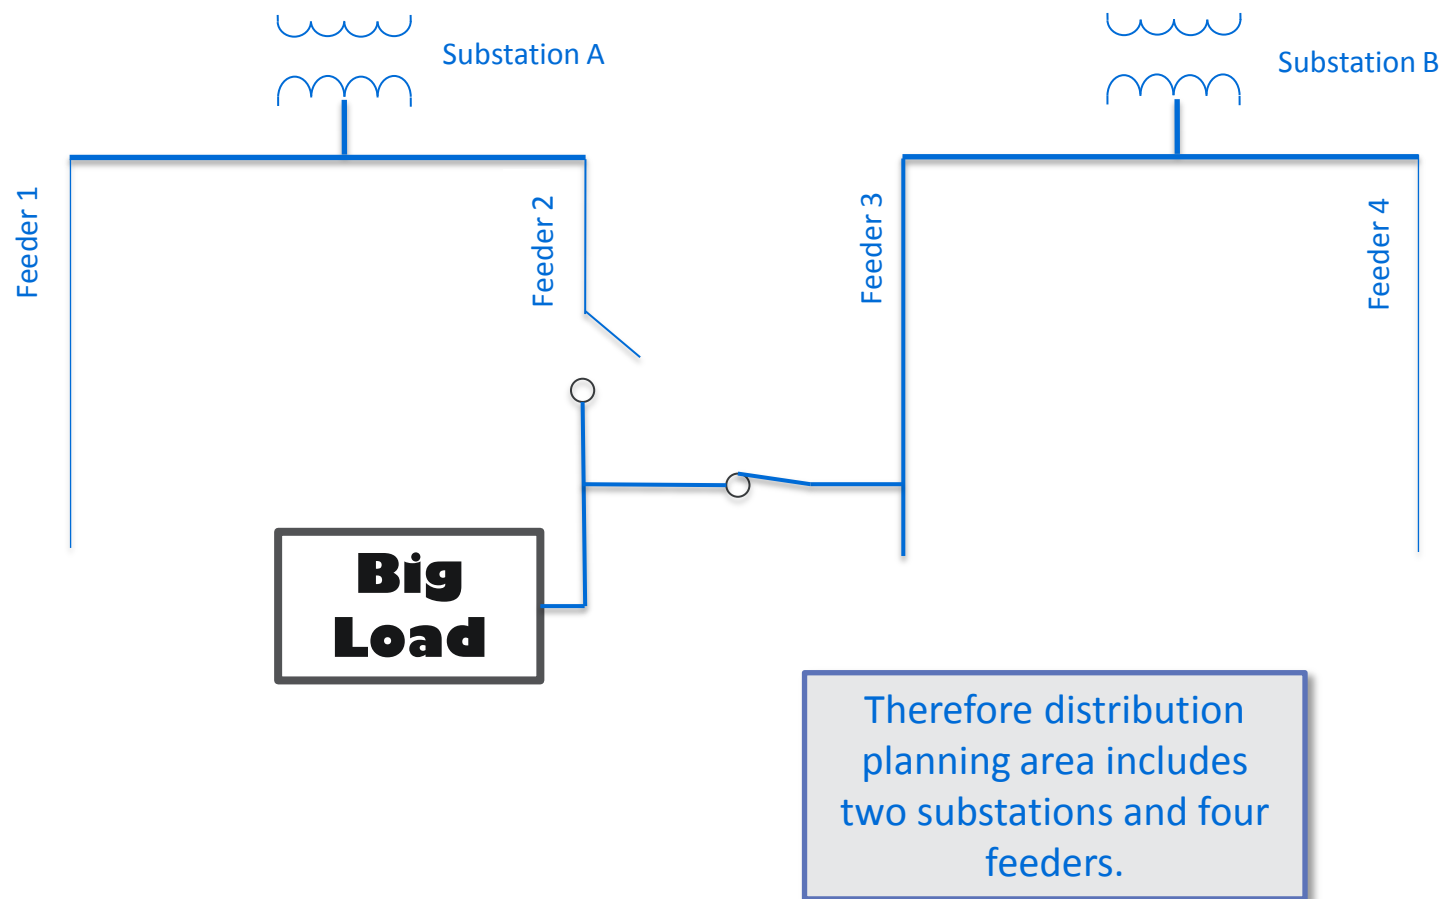 Substation A
Substation B
Feeder 1
Feeder 2
Feeder 3
Feeder 4
Big
Load
Therefore distribution
planning area includes
two substations and four
feeders.